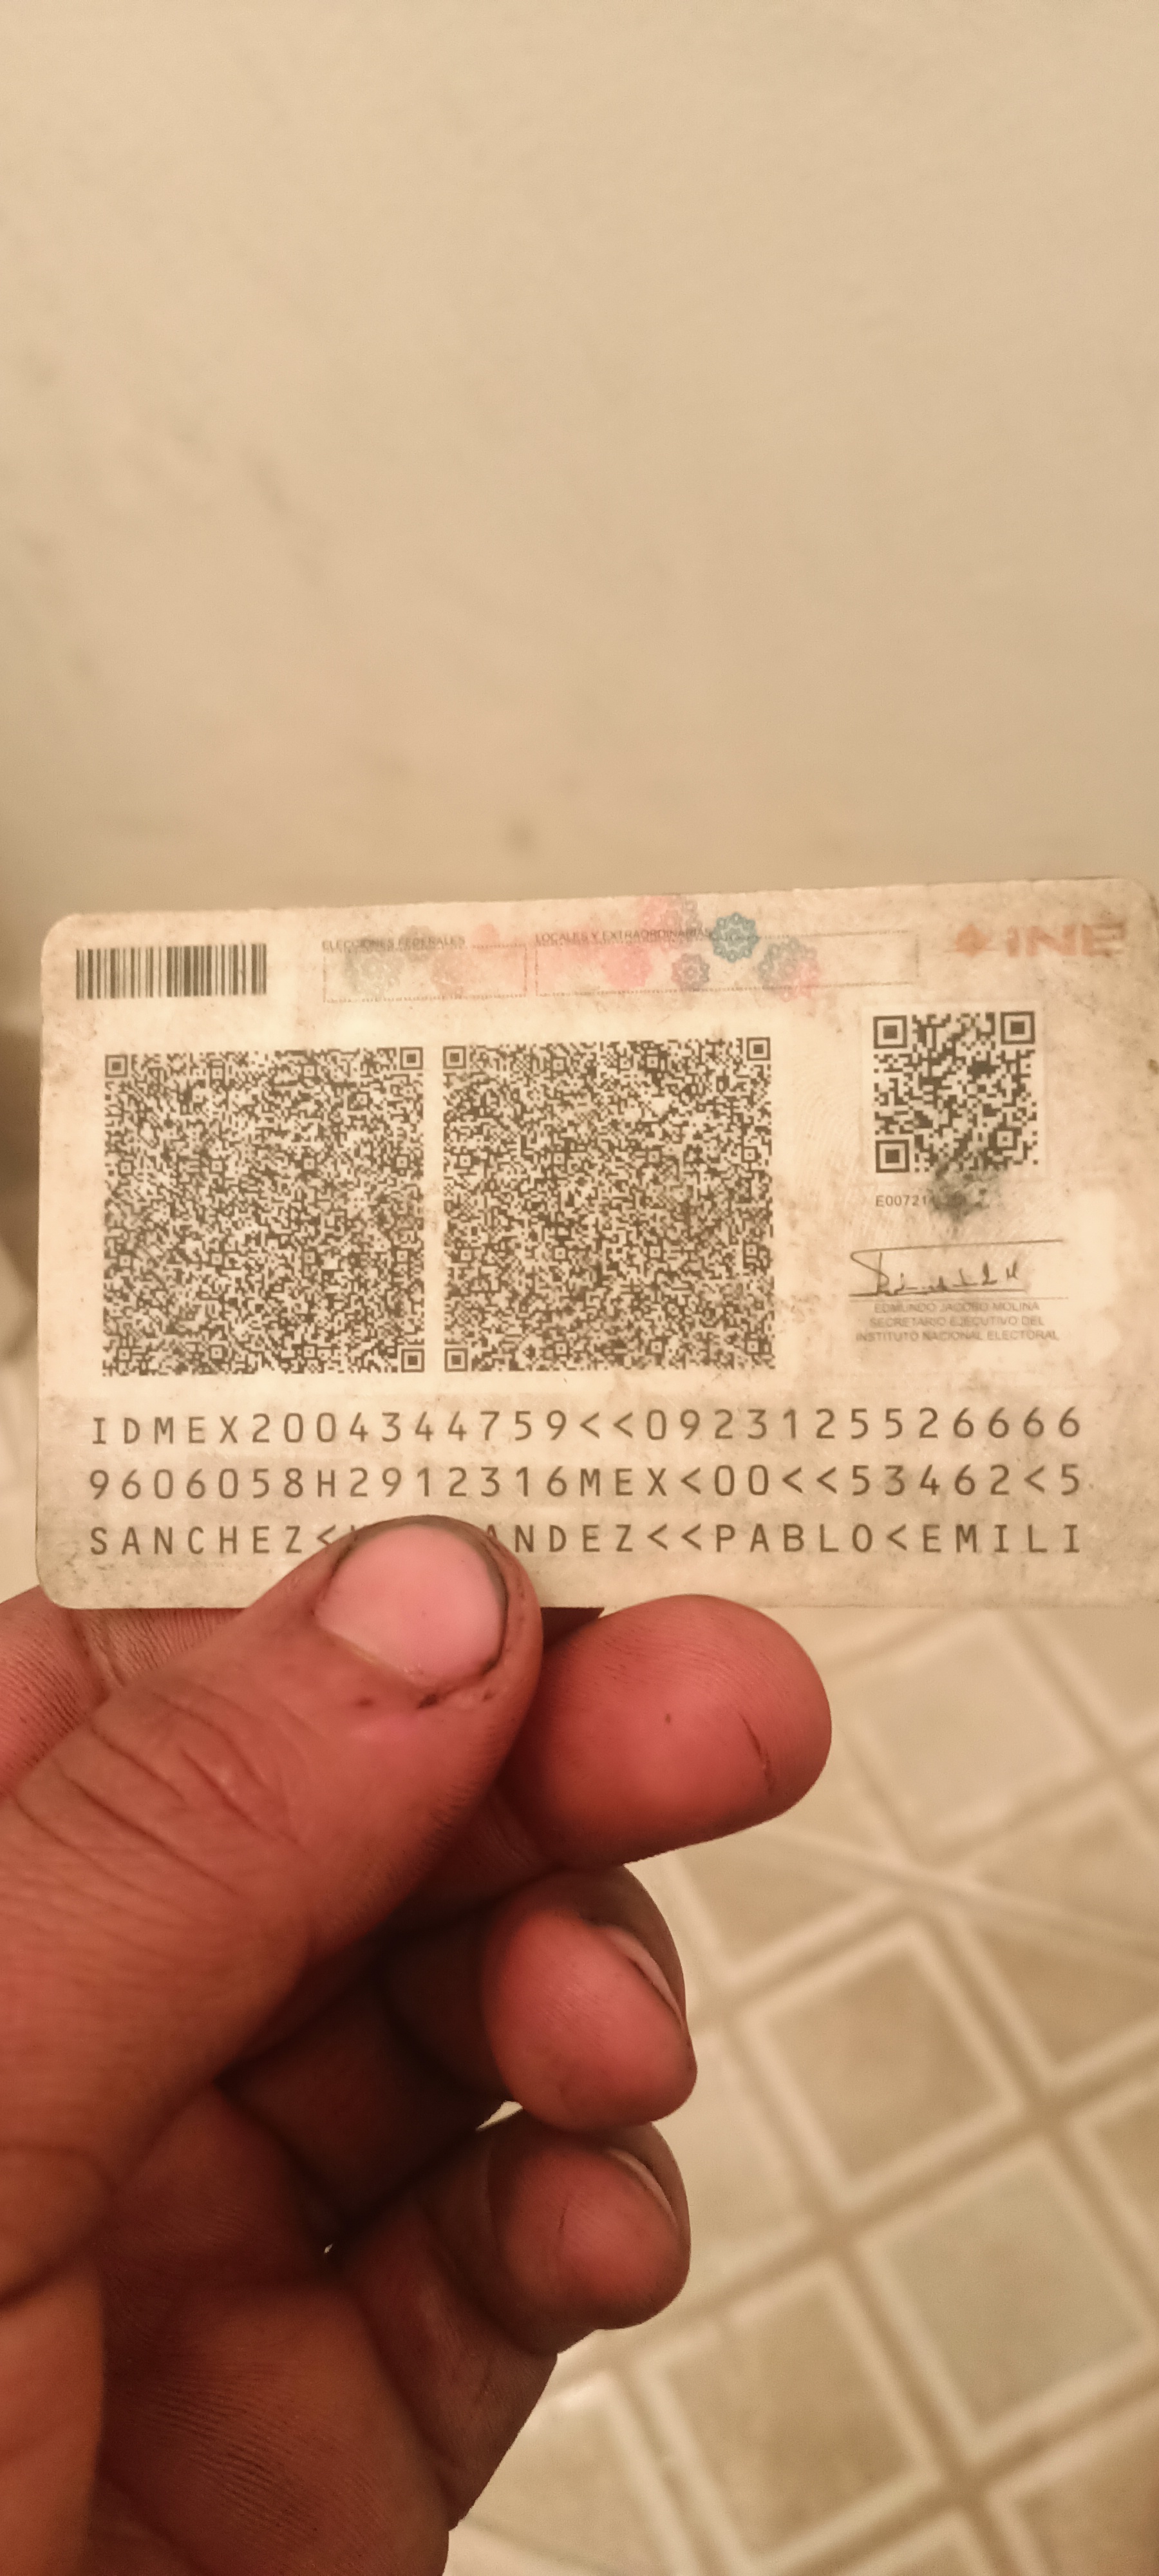 ELECCIONES FEDERALES
LOCALES Y EXTRAORDINARIAS
INE
EDMUNDO JACOBO MOLINA
SECRETARIO EJECUTIVO DEL
INSTITUTO NACIONAL ELECTORAL
IDMEX2004344759<<0923125526666
9606058H2912316MEX<00<<53462<5
SANCHEZ< NDEZ<<PABLO<EMILI